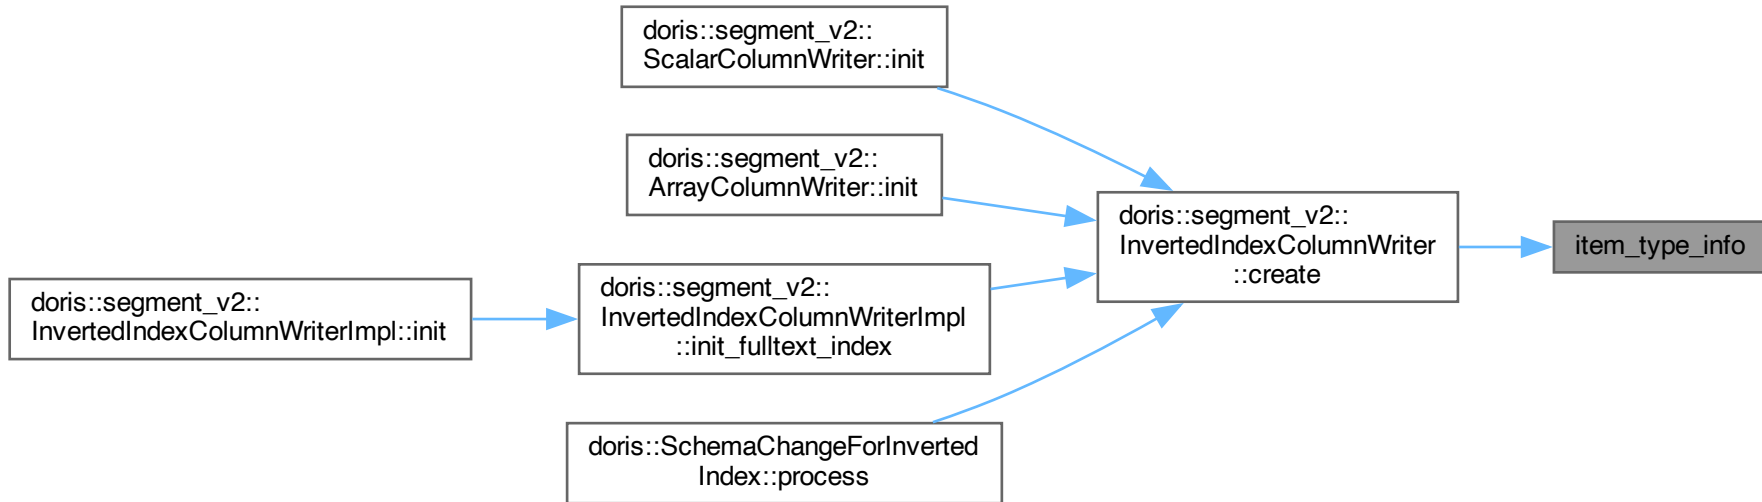 doris::segment_v2::
ScalarColumnWriter::init
doris::segment_v2::
ArrayColumnWriter::init
doris::segment_v2::
InvertedIndexColumnWriter
::create
item_type_info
doris::segment_v2::
InvertedIndexColumnWriterImpl::init
doris::segment_v2::
InvertedIndexColumnWriterImpl
::init_fulltext_index
doris::SchemaChangeForInverted
Index::process